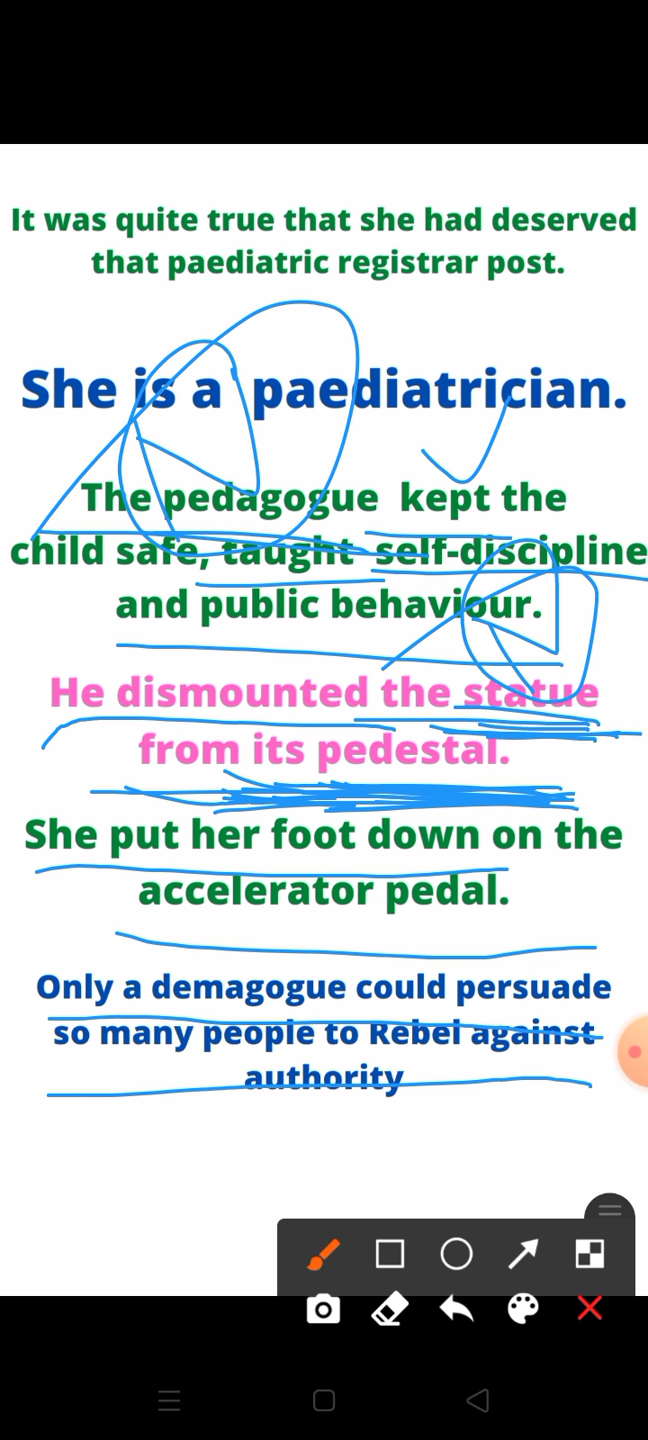 It was quite true that she had deserved
that paediatric registrar post.
She is a paediatrician.
The pedagogue kept the
child safe, taught self-discipline
and public behaviour.
He dismounted the statue
from its pedestal.
She put her foot down on the
accelerator pedal.
Only a demagogue could persuade
so many people to Rebel against
authority